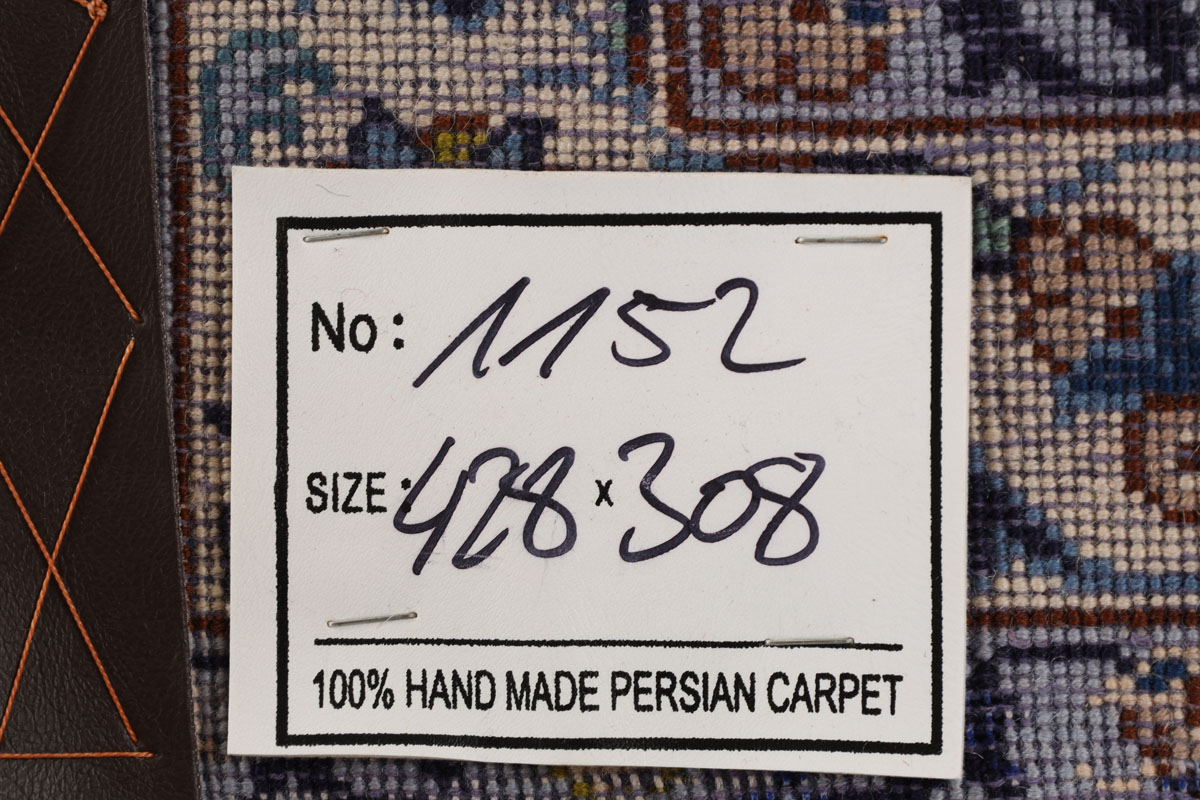 No: 1152
SIZE: 428 x 308
100% HAND MADE PERSIAN CARPET